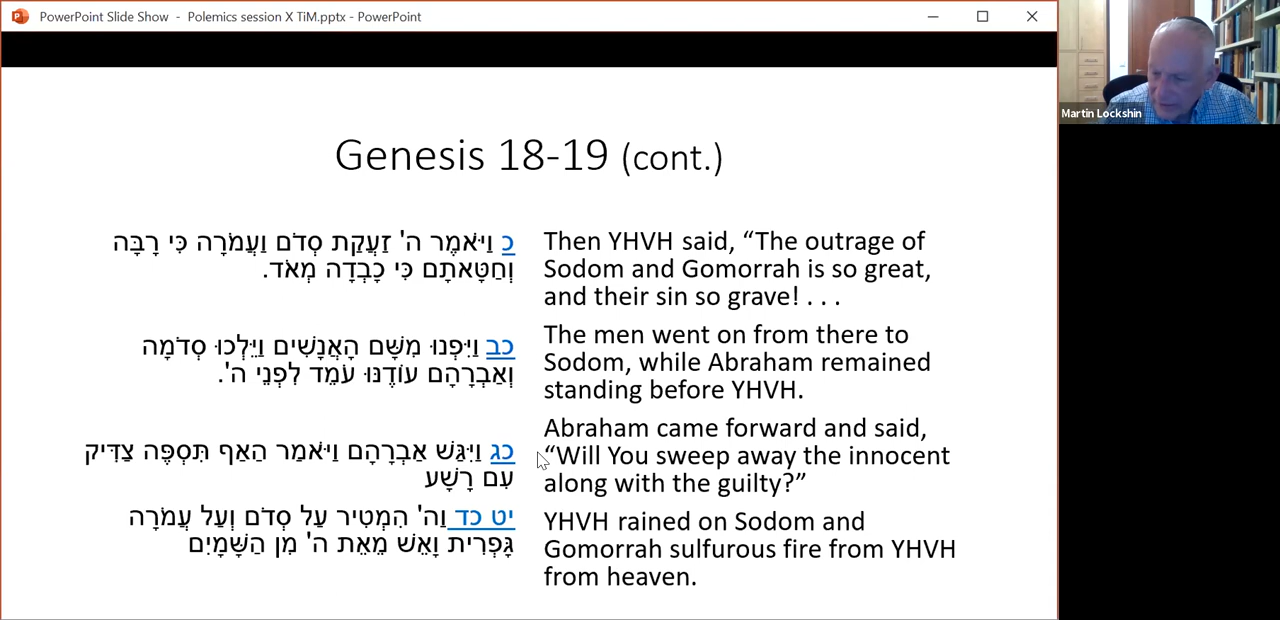 PowerPoint Slide Show - Polemics session X TiM.pptx - PowerPoint
Martin Lockshin
Genesis 18-19 (cont.)
כ וַיֹּאמֶר ה' זַעֲקַת סְדֹם וַעֲמֹרָה כִּי רָבָּה
וְחַטָּאתָם כִּי כָבְדָה מְאֹד.
Then YHVH said, “The outrage of
Sodom and Gomorrah is so great,
and their sin so grave! . . .
כב וַיִּפְנוּ מִשָּׁם הָאֲנָשִׁים וַיֵּלְכוּ סְדֹמָה
וְאַבְרָהָם עוֹדֶנּוּ עֹמֵד לִפְנֵי ה'.
The men went on from there to
Sodom, while Abraham remained
standing before YHVH.
כג וַיִּגַּשׁ אַבְרָהָם וַיֹּאמַר הַאַף תִּסְפֶּה צַדִּיק
עִם רָשָׁע
Abraham came forward and said,
“Will You sweep away the innocent
along with the guilty?”
יט כד וַה' הִמְטִיר עַל סְדֹם וְעַל עֲמֹרָה
גָּפְרִית וָאֵשׁ מֵאֵת ה' מִן הַשָּׁמָיִם
YHVH rained on Sodom and
Gomorrah sulfurous fire from YHVH
from heaven.